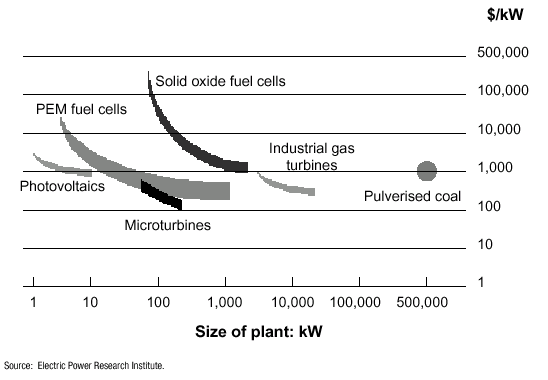 $/kW
500,000
Solid oxide fuel cells
100,000
PEM fuel cells
10,000
Industrial gas
turbines
1,000
Photovoltaics
Pulverised coal
100
Microturbines
10
1
1 10 100 1,000 10,000 100,000 500,000
Size of plant: kW
Source: Electric Power Research Institute.